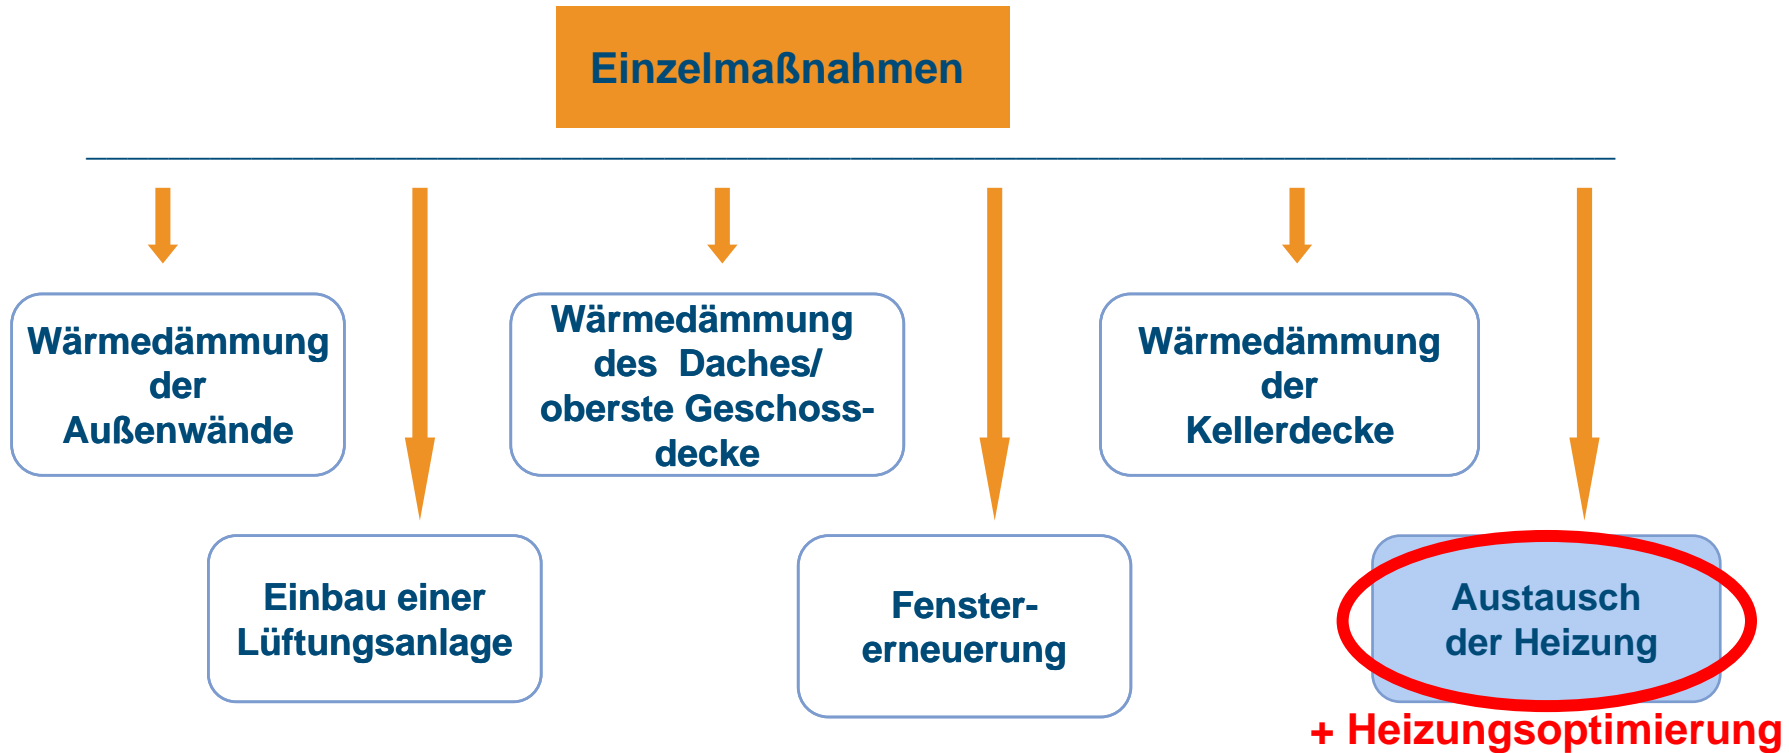 Einzelmaßnahmen
Wärmedämmung
der
Außenwände
Wärmedämmung
des Daches/
oberste Geschoss-
decke
Wärmedämmung
der
Kellerdecke
Einbau einer
Lüftungsanlage
Fenster-
erneuerung
Austausch
der Heizung
+ Heizungsoptimierung